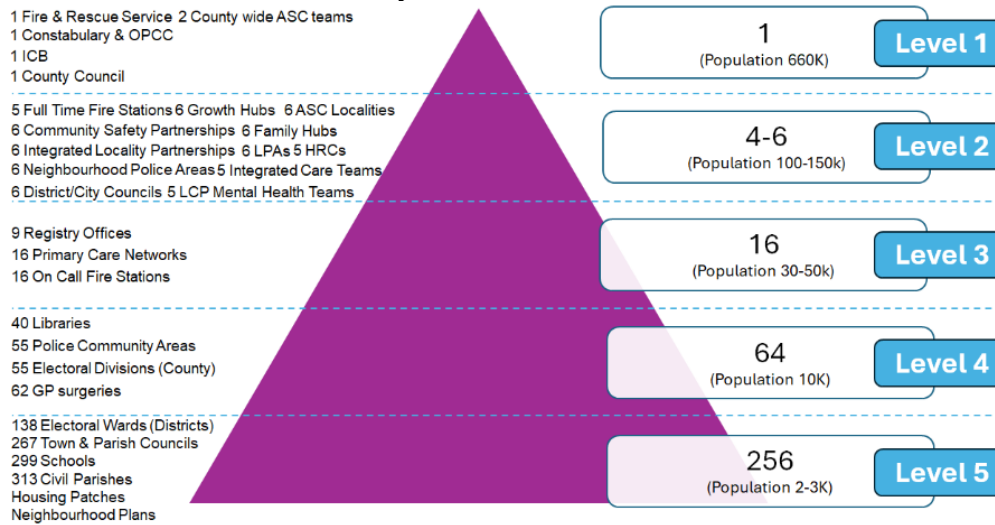 1 Fire & Rescue Service 2 County wide ASC teams
1 Constabulary & OPCC
1 ICB
1 County Council
1
(Population 660K)
Level 1
5 Full Time Fire Stations 6 Growth Hubs 6 ASC Localities
6 Community Safety Partnerships 6 Family Hubs
6 Integrated Locality Partnerships 6 LPAs 5 HRCs
6 Neighbourhood Police Areas 5 Integrated Care Teams
6 District/City Councils 5 LCP Mental Health Teams
4-6
(Population 100-150k)
Level 2
9 Registry Offices
16 Primary Care Networks
16 On Call Fire Stations
16
(Population 30-50k)
Level 3
40 Libraries
55 Police Community Areas
55 Electoral Divisions (County)
62 GP surgeries
64
(Population 10K)
Level 4
138 Electoral Wards (Districts)
267 Town & Parish Councils
299 Schools
313 Civil Parishes
Housing Patches
Neighbourhood Plans
256
(Population 2-3K)
Level 5